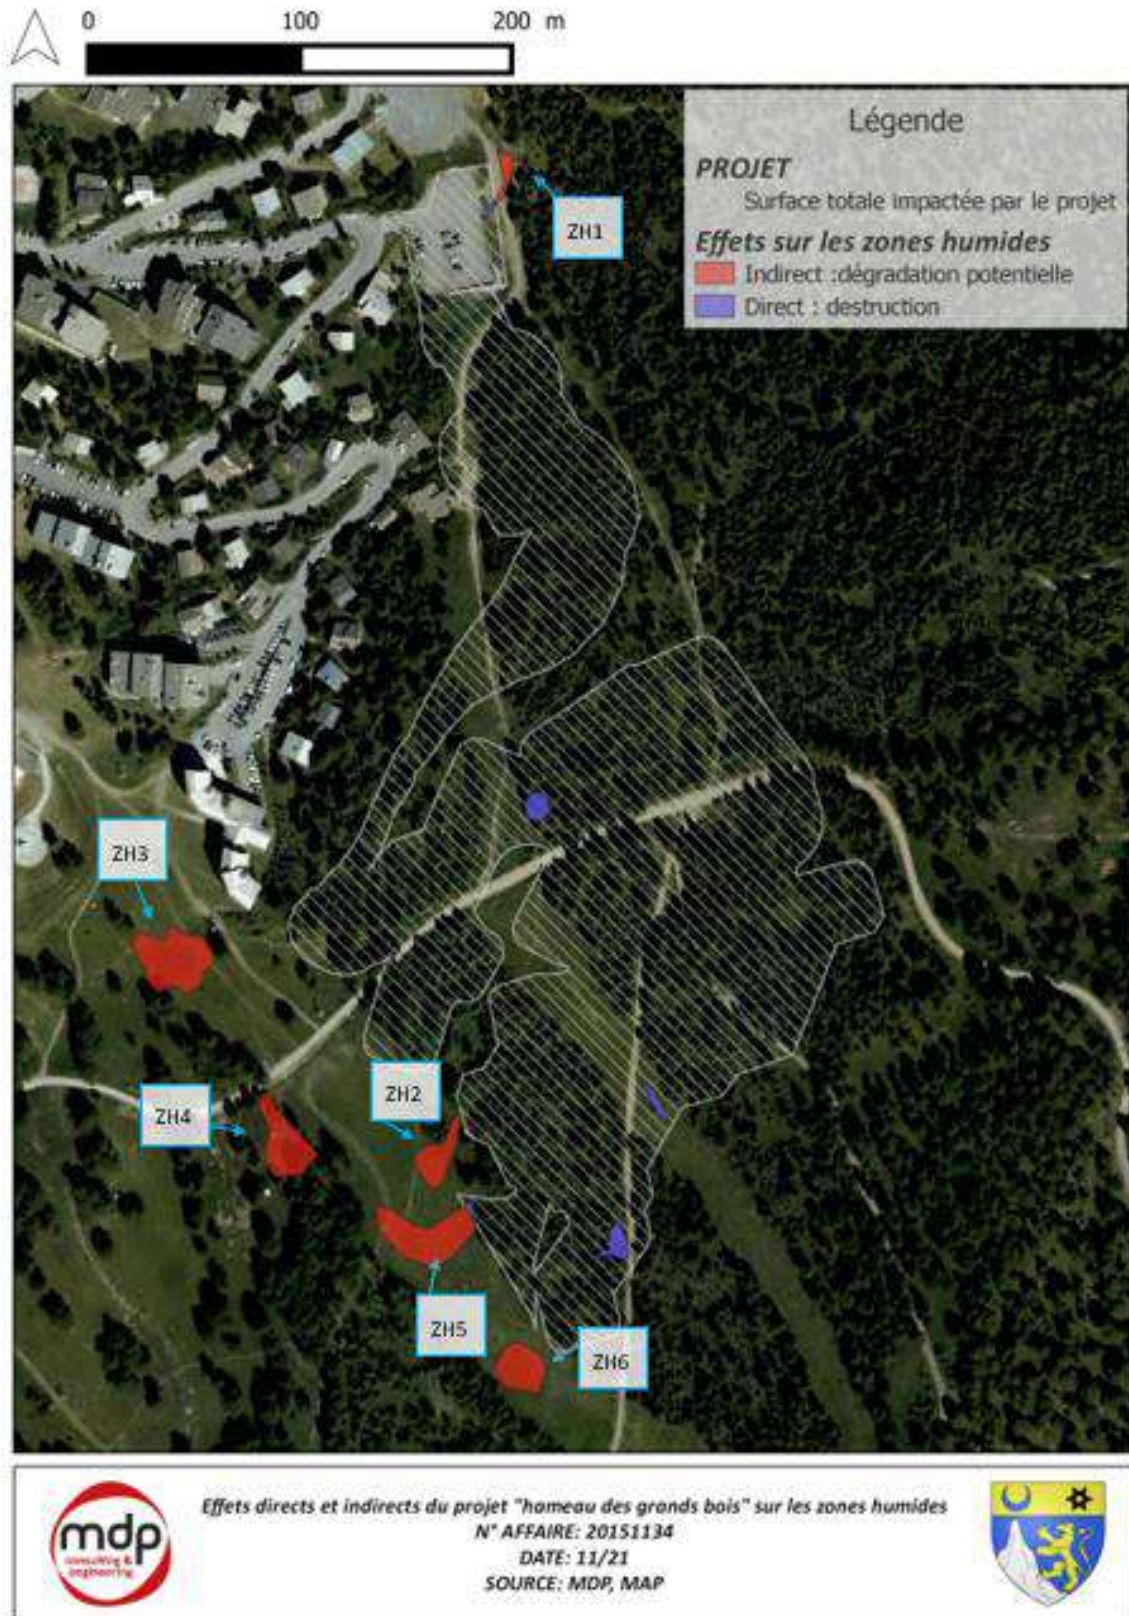 0 100 200 m
Légende
PROJET
Surface totale impactée par le projet
Effets sur les zones humides
Indirect :dégradation potentielle
Direct : destruction
ZH1
ZH3
ZH2
ZH4
ZH5
ZH6
mdp
consulting &
engineering
Effets directs et indirects du projet "hameau des grands bois" sur les zones humides
N° AFFAIRE: 20151134
DATE: 11/21
SOURCE: MDP, MAP